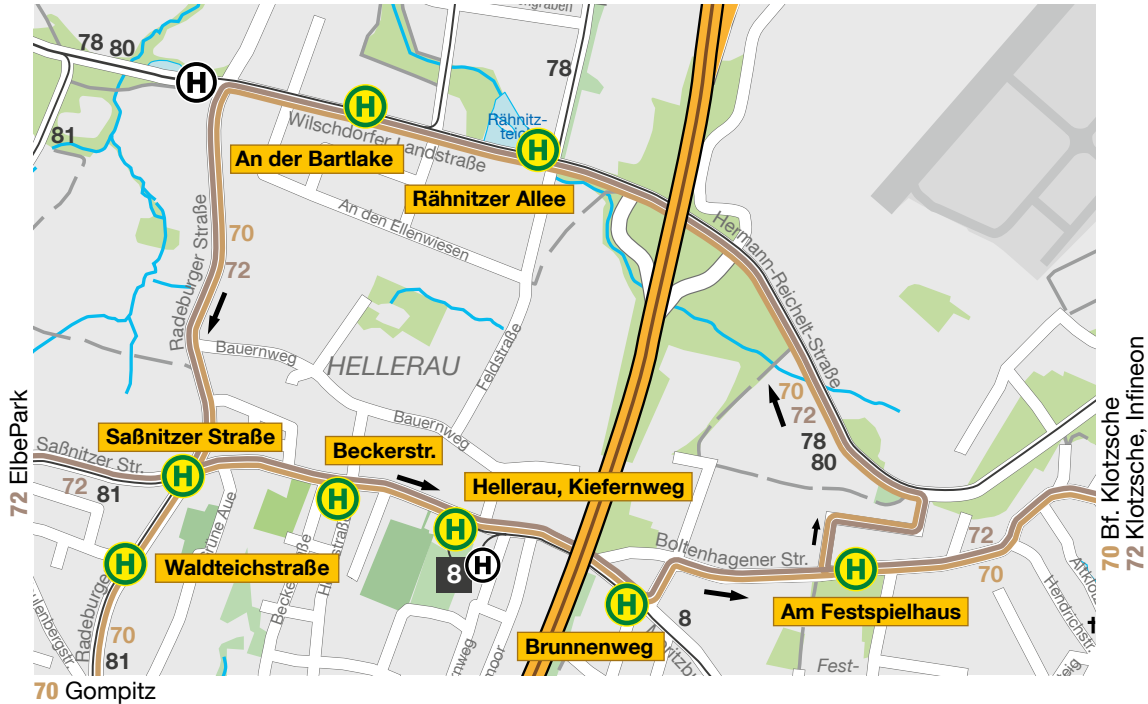 78 80
H
78
81
H
Rähnitz-
teich
H
Wilschdorfer Landstraße
An der Bartlake
Rähnitzer Allee
An den Ellenwiesen
Radeburger Straße
70
72
Hermann-Reichelt-Straße
Bauernweg
HELLERAU
Feldstraße
70
72
78
80
Bauernweg
Saßnitzer Straße
Beckerstr.
Saßnitzer Str.
H
72 81
H
Hellerau, Kiefernweg
H
72 ElbePark
70 Bf. Klotzsche
72 Klotzsche, Infineon
H
Waldteichstraße
8
H
Boltenhagener Str.
72
70
H
Am Festspielhaus
H
8
Brunnenweg
Radeburger
70
81
Hendrichstr.
Fest-
70 Gompitz